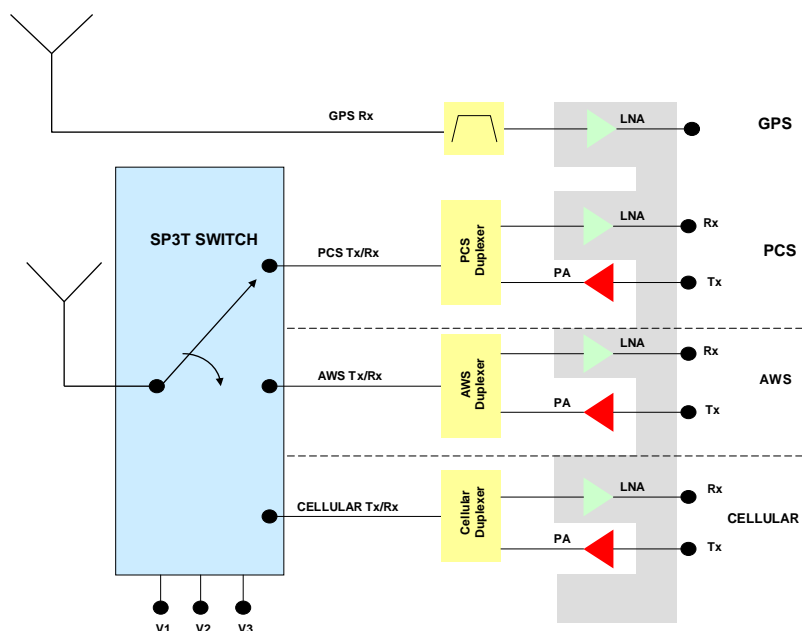 GPS Rx
LNA
GPS
SP3T SWITCH
PCS Tx/Rx
PCS
Duplexer
LNA
Rx
PA
Tx
PCS
AWS Tx/Rx
AWS
Duplexer
LNA
Rx
PA
Tx
AWS
CELLULAR Tx/Rx
Cellular
Duplexer
LNA
Rx
PA
Tx
CELLULAR
V1 V2 V3